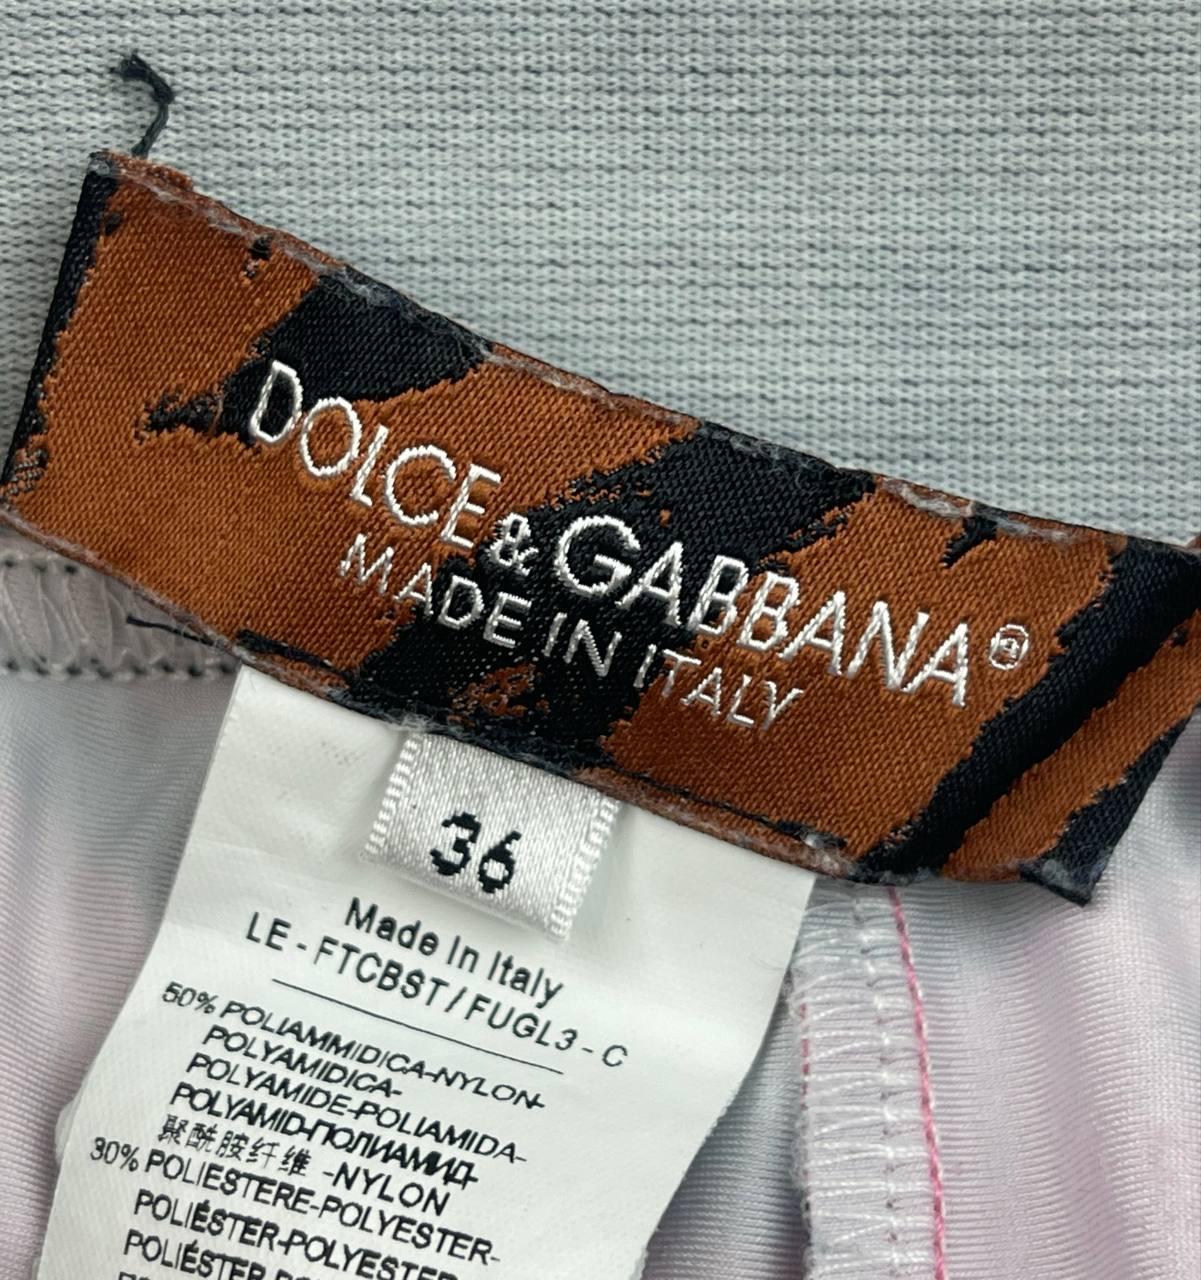 DOLCE & GABBANA®
MADE IN ITALY
36
Made in Italy
LE - FTCBST / FUGL3 - C
50% POLIAMMIDICA-NYLON-
POLYAMIDICA-
POLYAMIDE-POLIAMIDA-
POLYAMID-ПОЛИАМИД-
聚酰胺纤维 -NYLON
30% POLIESTERE-POLYESTER-
POLIÉSTER-POLYESTER
POLIÉSTER